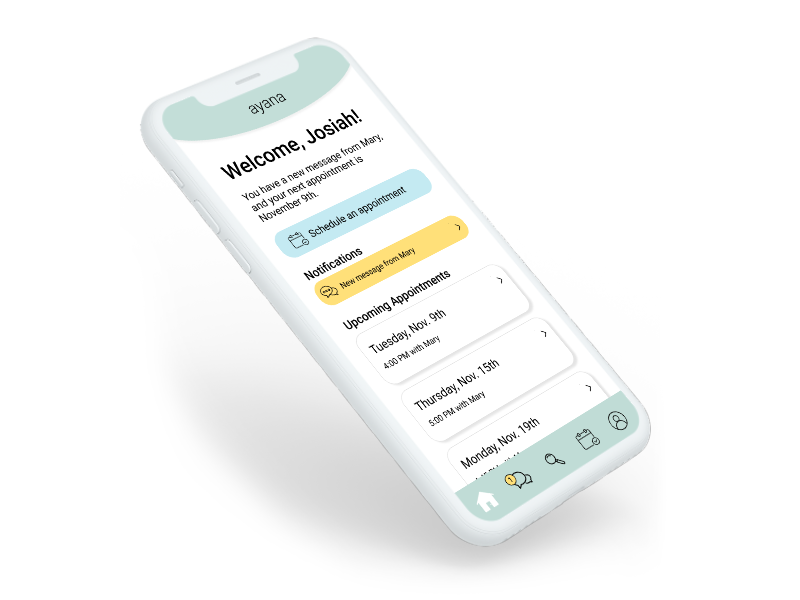 ayana
Welcome, Josiah!
You have a new message from Mary,
and your next appointment is
November 9th.
Schedule an appointment
Notifications
New message from Mary
Upcoming Appointments
Tuesday, Nov. 9th
4:00 PM with Mary
Thursday, Nov. 15th
5:00 PM with Mary
Monday, Nov. 19th
1